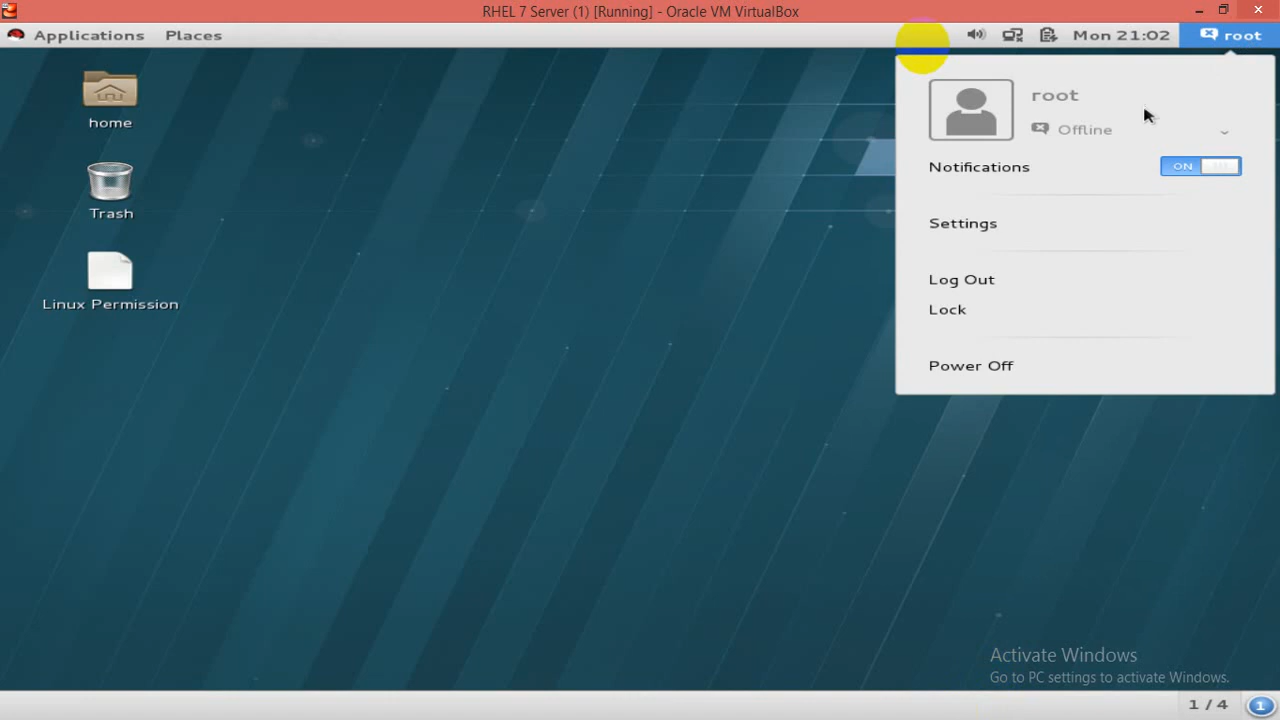 RHEL 7 Server (1) [Running] - Oracle VM VirtualBox
Applications Places Mon 21:02 root
home
Trash
Linux Permission
root
Offline
Notifications ON
Settings
Log Out
Lock
Power Off
Activate Windows
Go to PC settings to activate Windows.
1 / 4 1